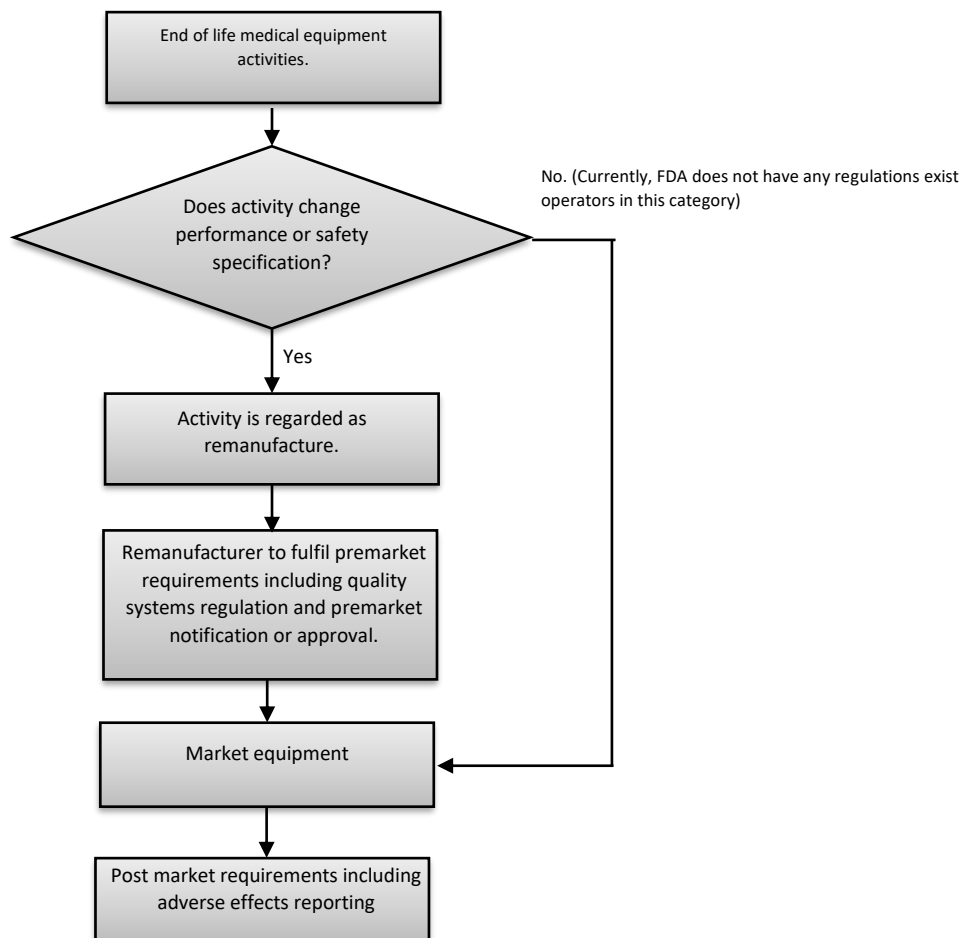 End of life medical equipment
activities.
No. (Currently, FDA does not have any regulations exist
operators in this category)
Does activity change
performance or safety
specification?
Yes
Activity is regarded as
remanufacture.
Remanufacturer to fulfil premarket
requirements including quality
systems regulation and premarket
notification or approval.
Market equipment
Post market requirements including
adverse effects reporting